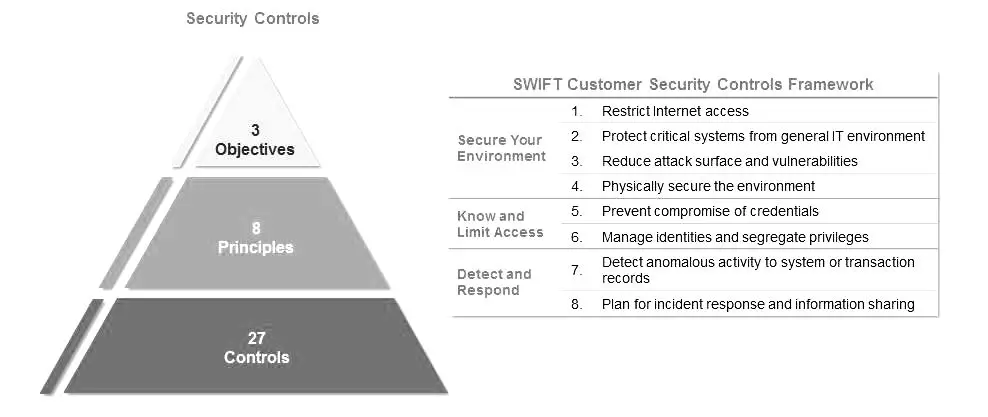 Security Controls
3
Objectives
8
Principles
27
Controls
SWIFT Customer Security Controls Framework
Secure Your
Environment
1. Restrict Internet access
2. Protect critical systems from general IT environment
3. Reduce attack surface and vulnerabilities
4. Physically secure the environment
Know and
Limit Access
5. Prevent compromise of credentials
6. Manage identities and segregate privileges
Detect and
Respond
7. Detect anomalous activity to system or transaction
records
8. Plan for incident response and information sharing